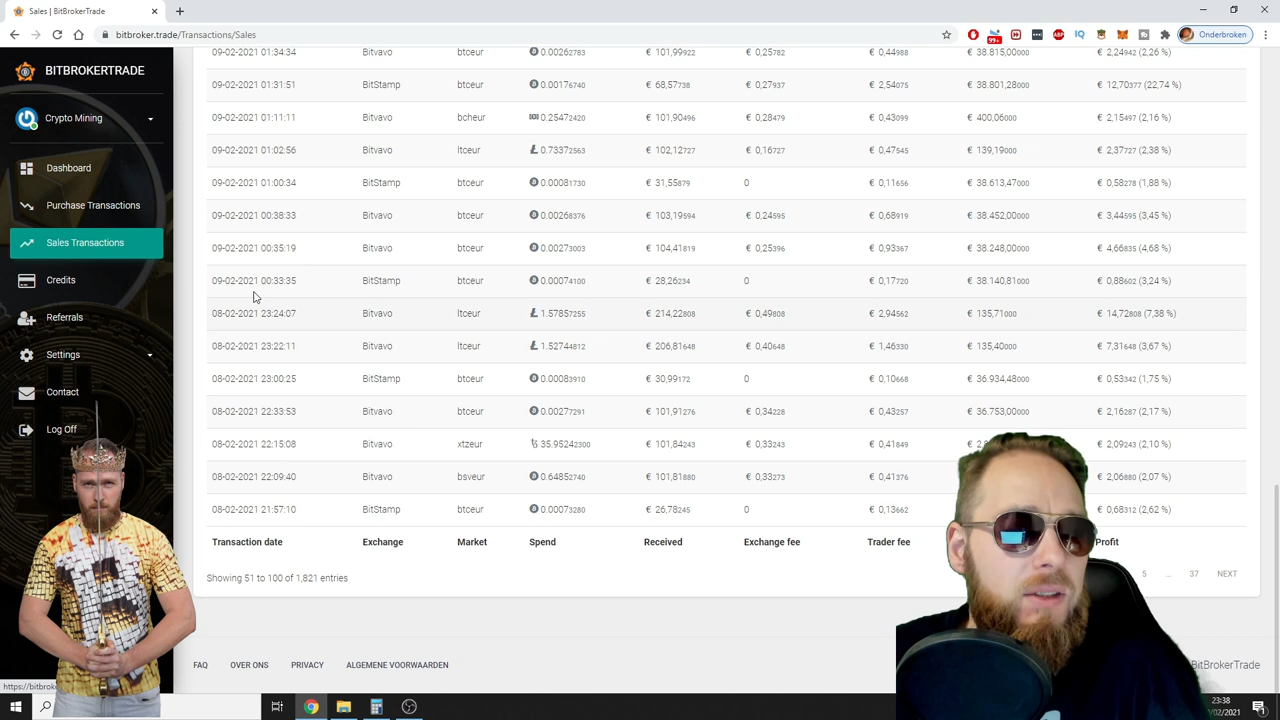 Sales | BitBrokerTrade
bitbroker.trade/Transactions/Sales
99+
ABP
IQ
Onderbroken
BITBROKERTRADE
Crypto Mining
Dashboard
Purchase Transactions
Sales Transactions
Credits
Referrals
Settings
Contact
Log Off
09-02-2021 01:34:54 Bitvavo btceur 0.00262783 € 101,99922 € 0,25782 € 0,44988 € 38.815,00000 € 2,24942 (2,26 %)
09-02-2021 01:31:51 BitStamp btceur 0.00176740 € 68,57738 € 0,27937 € 2,54075 € 38.801,28000 € 12,70377 (22,74 %)
09-02-2021 01:11:11 Bitvavo bcheur 0.25472420 € 101,90496 € 0,28479 € 0,43099 € 400,06000 € 2,15497 (2,16 %)
09-02-2021 01:02:56 Bitvavo ltceur 0.73372563 € 102,12727 € 0,16727 € 0,47545 € 139,19000 € 2,37727 (2,38 %)
09-02-2021 01:00:34 BitStamp btceur 0.00081730 € 31,55879 0 € 0,11656 € 38.613,47000 € 0,58278 (1,88 %)
09-02-2021 00:38:33 Bitvavo btceur 0.00268376 € 103,19594 € 0,24595 € 0,68919 € 38.452,00000 € 3,44595 (3,45 %)
09-02-2021 00:35:19 Bitvavo btceur 0.00273003 € 104,41819 € 0,25396 € 0,93367 € 38.248,00000 € 4,66835 (4,68 %)
09-02-2021 00:33:35 BitStamp btceur 0.00074100 € 28,26234 0 € 0,17720 € 38.140,81000 € 0,88602 (3,24 %)
08-02-2021 23:24:07 Bitvavo ltceur 1.57857255 € 214,22808 € 0,49808 € 2,94562 € 135,71000 € 14,72808 (7,38 %)
08-02-2021 23:22:11 Bitvavo ltceur 1.52744812 € 206,81648 € 0,40648 € 1,46330 € 135,40000 € 7,31648 (3,67 %)
08-02-2021 23:00:25 BitStamp btceur 0.00083910 € 30,99172 0 € 0,10668 € 36.934,48000 € 0,53342 (1,75 %)
08-02-2021 22:33:53 Bitvavo btceur 0.00277291 € 101,91276 € 0,34228 € 0,43257 € 36.753,00000 € 2,16287 (2,17 %)
08-02-2021 22:15:08 Bitvavo xtzeur 35.95242300 € 101,84243 € 0,33243 € 0,41849 € 2,09243 (2,10 %)
08-02-2021 22:09:40 Bitvavo bsveur 0.64852740 € 101,81880 € 0,33273 € 0,41376 € 2,06880 (2,07 %)
08-02-2021 21:57:10 BitStamp btceur 0.00073280 € 26,78245 0 € 0,13662 € 0,68312 (2,62 %)
Transaction date Exchange Market Spend Received Exchange fee Trader fee Profit
Showing 51 to 100 of 1,821 entries
5 … 37 NEXT
FAQ OVER ONS PRIVACY ALGEMENE VOORWAARDEN
BitBrokerTrade
https://bitbroke
23:38
/02/2021